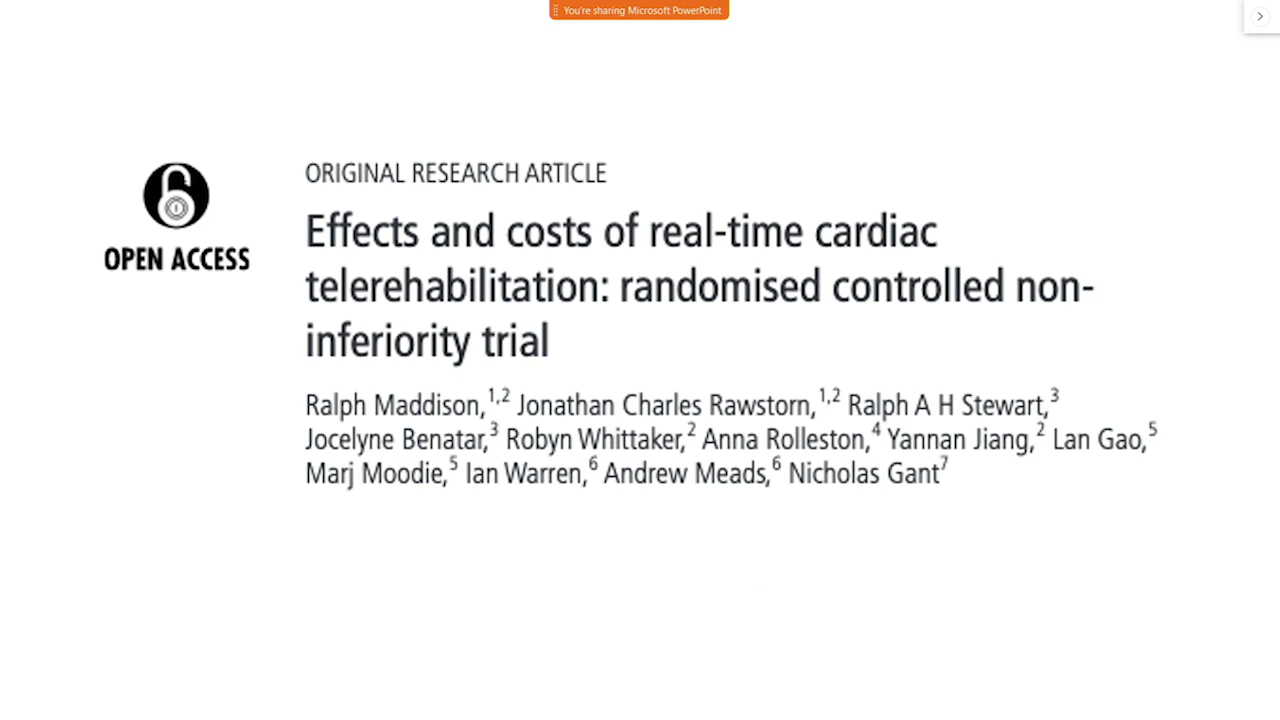 You're sharing Microsoft PowerPoint
OPEN ACCESS
ORIGINAL RESEARCH ARTICLE
Effects and costs of real-time cardiac
telerehabilitation: randomised controlled non-
inferiority trial
Ralph Maddison,1,2 Jonathan Charles Rawstorn,1,2 Ralph A H Stewart,3
Jocelyne Benatar,3 Robyn Whittaker,2 Anna Rolleston,4 Yannan Jiang,2 Lan Gao,5
Marj Moodie,5 Ian Warren,6 Andrew Meads,6 Nicholas Gant7